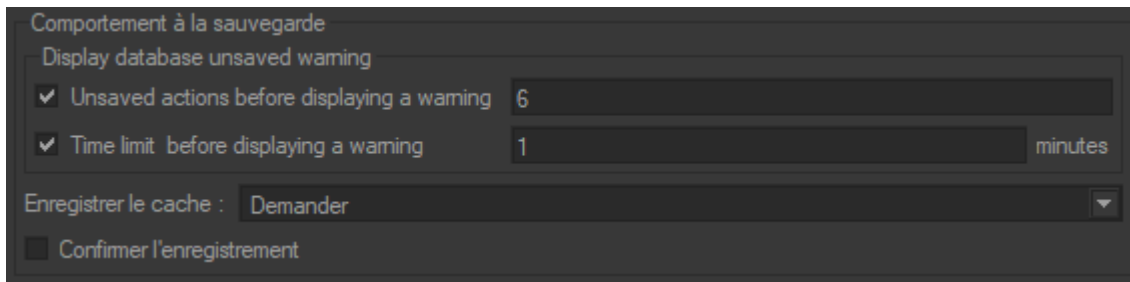 Comportement à la sauvegarde
Display database unsaved warning
Unsaved actions before displaying a warning 6
Time limit before displaying a warning 1 minutes
Enregistrer le cache : Demander
Confirmer l'enregistrement